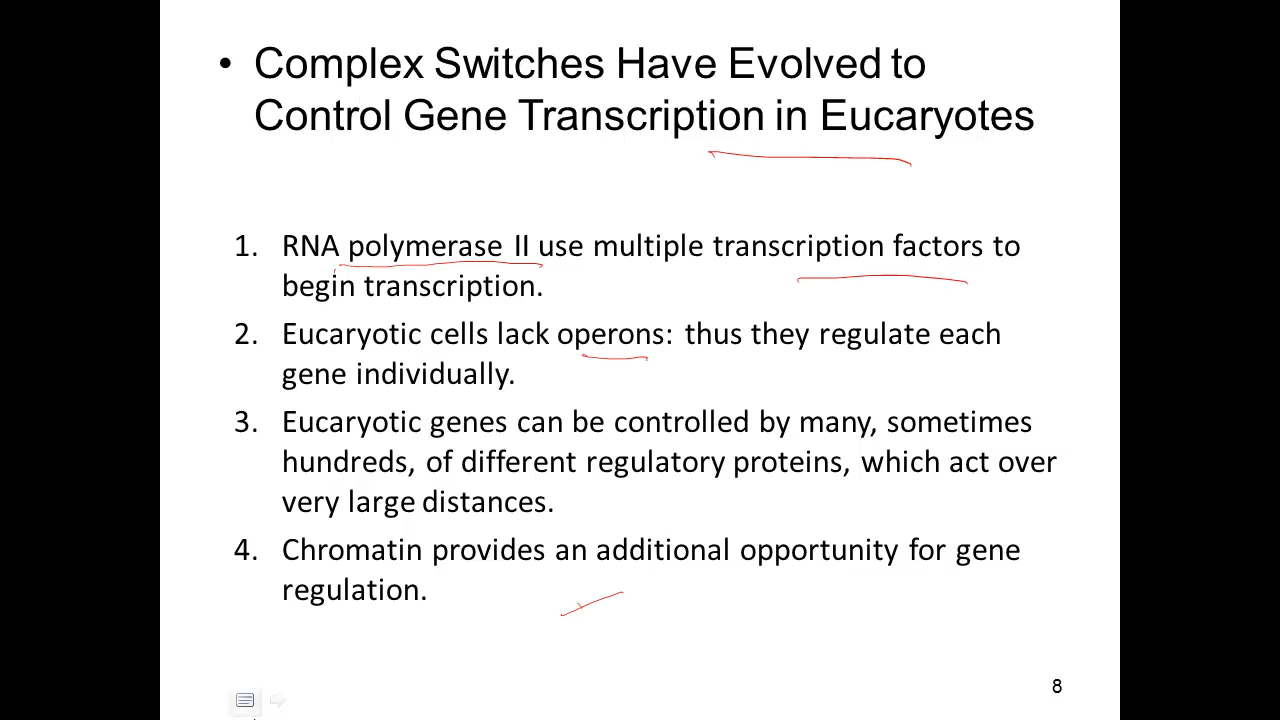 • Complex Switches Have Evolved to
Control Gene Transcription in Eucaryotes
1. RNA polymerase II use multiple transcription factors to
begin transcription.
2. Eucaryotic cells lack operons: thus they regulate each
gene individually.
3. Eucaryotic genes can be controlled by many, sometimes
hundreds, of different regulatory proteins, which act over
very large distances.
4. Chromatin provides an additional opportunity for gene
regulation.
8